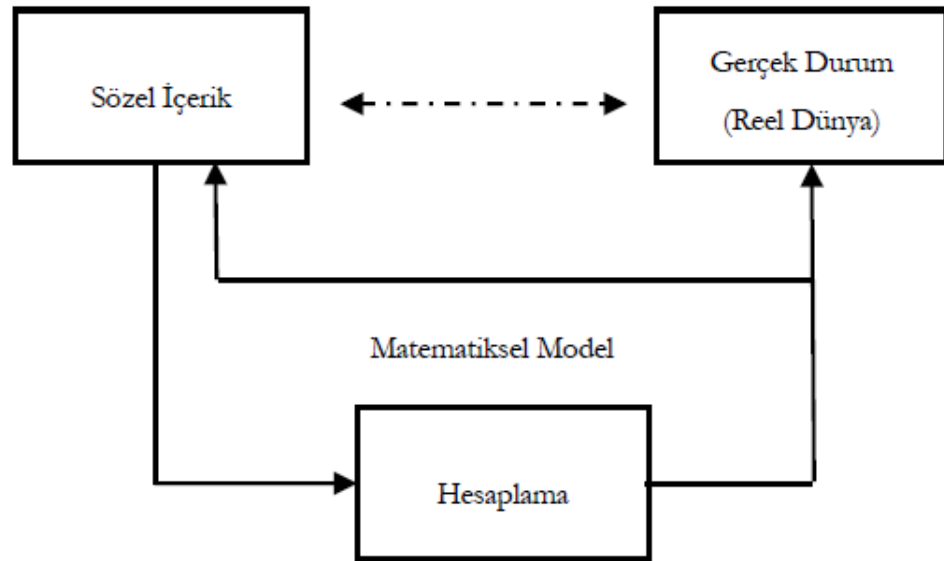 Sözel İçerik
Gerçek Durum
(Reel Dünya)
Matematiksel Model
Hesaplama